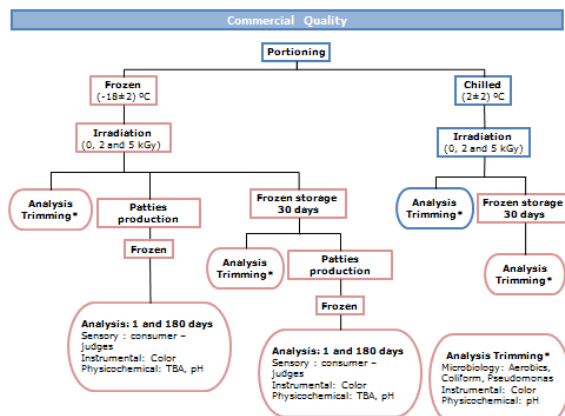 Commercial Quality
Portioning
Frozen
(-18±2) ºC
Chilled
(2±2) ºC
Irradiation
(0, 2 and 5 kGy)
Irradiation
(0, 2 and 5 kGy)
Analysis
Trimming*
Patties
production
Frozen storage
30 days
Analysis
Trimming*
Frozen storage
30 days
Frozen
Analysis
Trimming*
Patties
production
Analysis
Trimming*
Frozen
Analysis: 1 and 180 days
Sensory : consumer –
judges
Instrumental: Color
Physicochemical: TBA, pH
Analysis: 1 and 180 days
Sensory : consumer –
judges
Instrumental: Color
Physicochemical: TBA, pH
Analysis Trimming*
Microbiology: Aerobics,
Coliform, Pseudomonas
Instrumental: Color
Physicochemical: pH